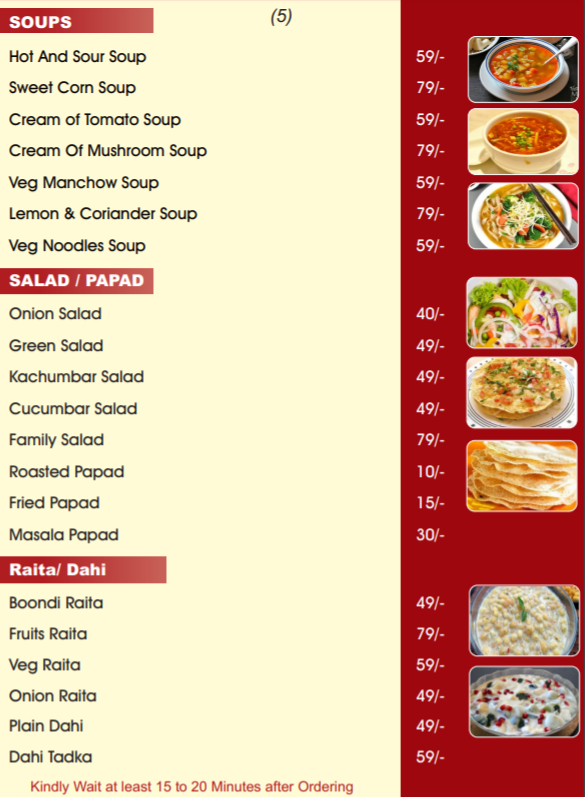 (5)
SOUPS
Hot And Sour Soup 59/-
Sweet Corn Soup 79/-
Cream of Tomato Soup 59/-
Cream Of Mushroom Soup 79/-
Veg Manchow Soup 59/-
Lemon & Coriander Soup 79/-
Veg Noodles Soup 59/-
SALAD / PAPAD
Onion Salad 40/-
Green Salad 49/-
Kachumbar Salad 49/-
Cucumbar Salad 49/-
Family Salad 79/-
Roasted Papad 10/-
Fried Papad 15/-
Masala Papad 30/-
Raita/ Dahi
Boondi Raita 49/-
Fruits Raita 79/-
Veg Raita 59/-
Onion Raita 49/-
Plain Dahi 49/-
Dahi Tadka 59/-
Kindly Wait at least 15 to 20 Minutes after Ordering